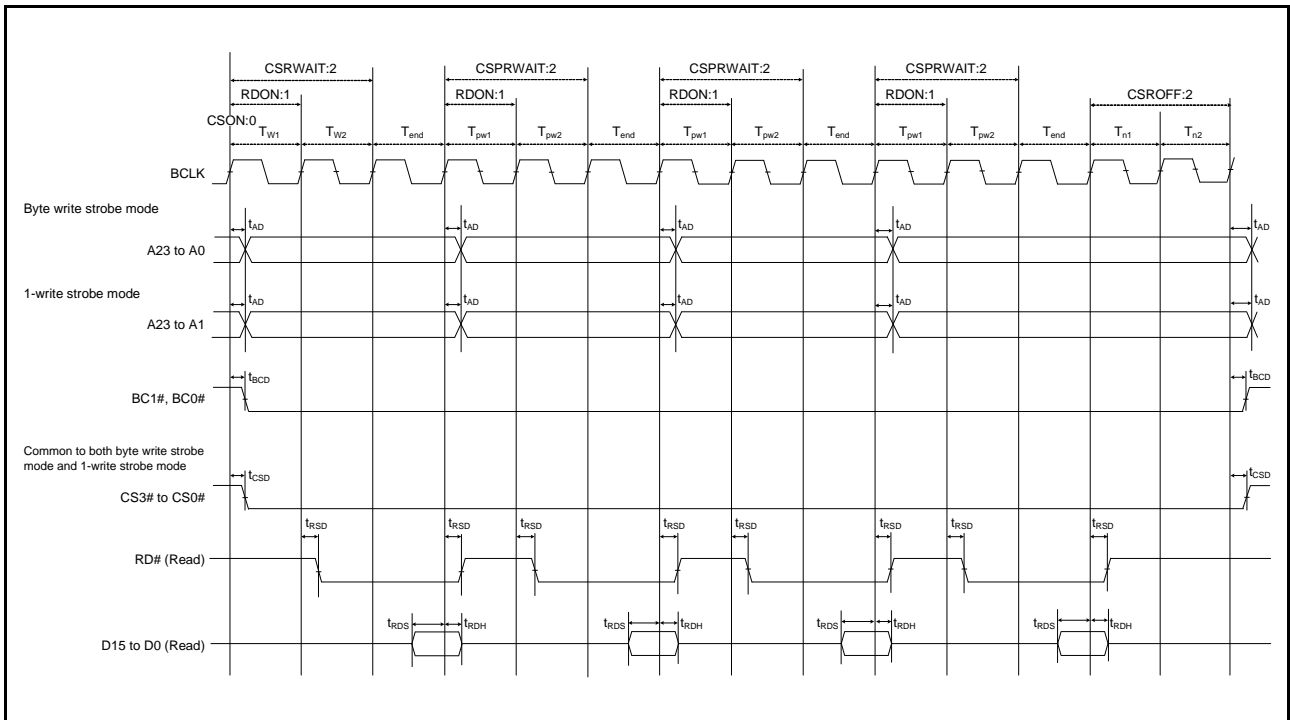 CSRWAIT:2 CSPRWAIT:2 CSPRWAIT:2 CSPRWAIT:2
RDON:1 RDON:1 RDON:1 RDON:1 CSROFF:2
CSON:0
TW1 TW2 Tend Tpw1 Tpw2 Tend Tpw1 Tpw2 Tend Tpw1 Tpw2 Tend Tn1 Tn2
BCLK
Byte write strobe mode
tAD tAD tAD tAD tAD
A23 to A0
1-write strobe mode
tAD tAD tAD tAD tAD
A23 to A1
tBCD tBCD
BC1#, BC0#
Common to both byte write strobe
mode and 1-write strobe mode
tCSD tCSD
CS3# to CS0#
tRSD tRSD tRSD tRSD tRSD tRSD tRSD tRSD
RD# (Read)
tRDS tRDH tRDS tRDH tRDS tRDH tRDS tRDH
D15 to D0 (Read)